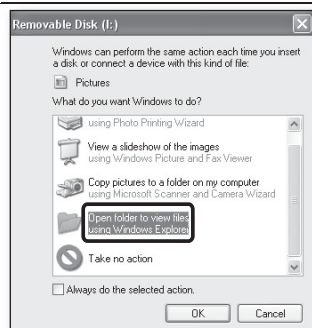 Removable Disk (I:)
Windows can perform the same action each time you insert
a disk or connect a device with this kind of file:
Pictures
What do you want Windows to do?
using Photo Printing Wizard
View a slideshow of the images
using Windows Picture and Fax Viewer
Copy pictures to a folder on my computer
using Microsoft Scanner and Camera Wizard
Open folder to view files
using Windows Explorer
Take no action
Always do the selected action.
OK
Cancel